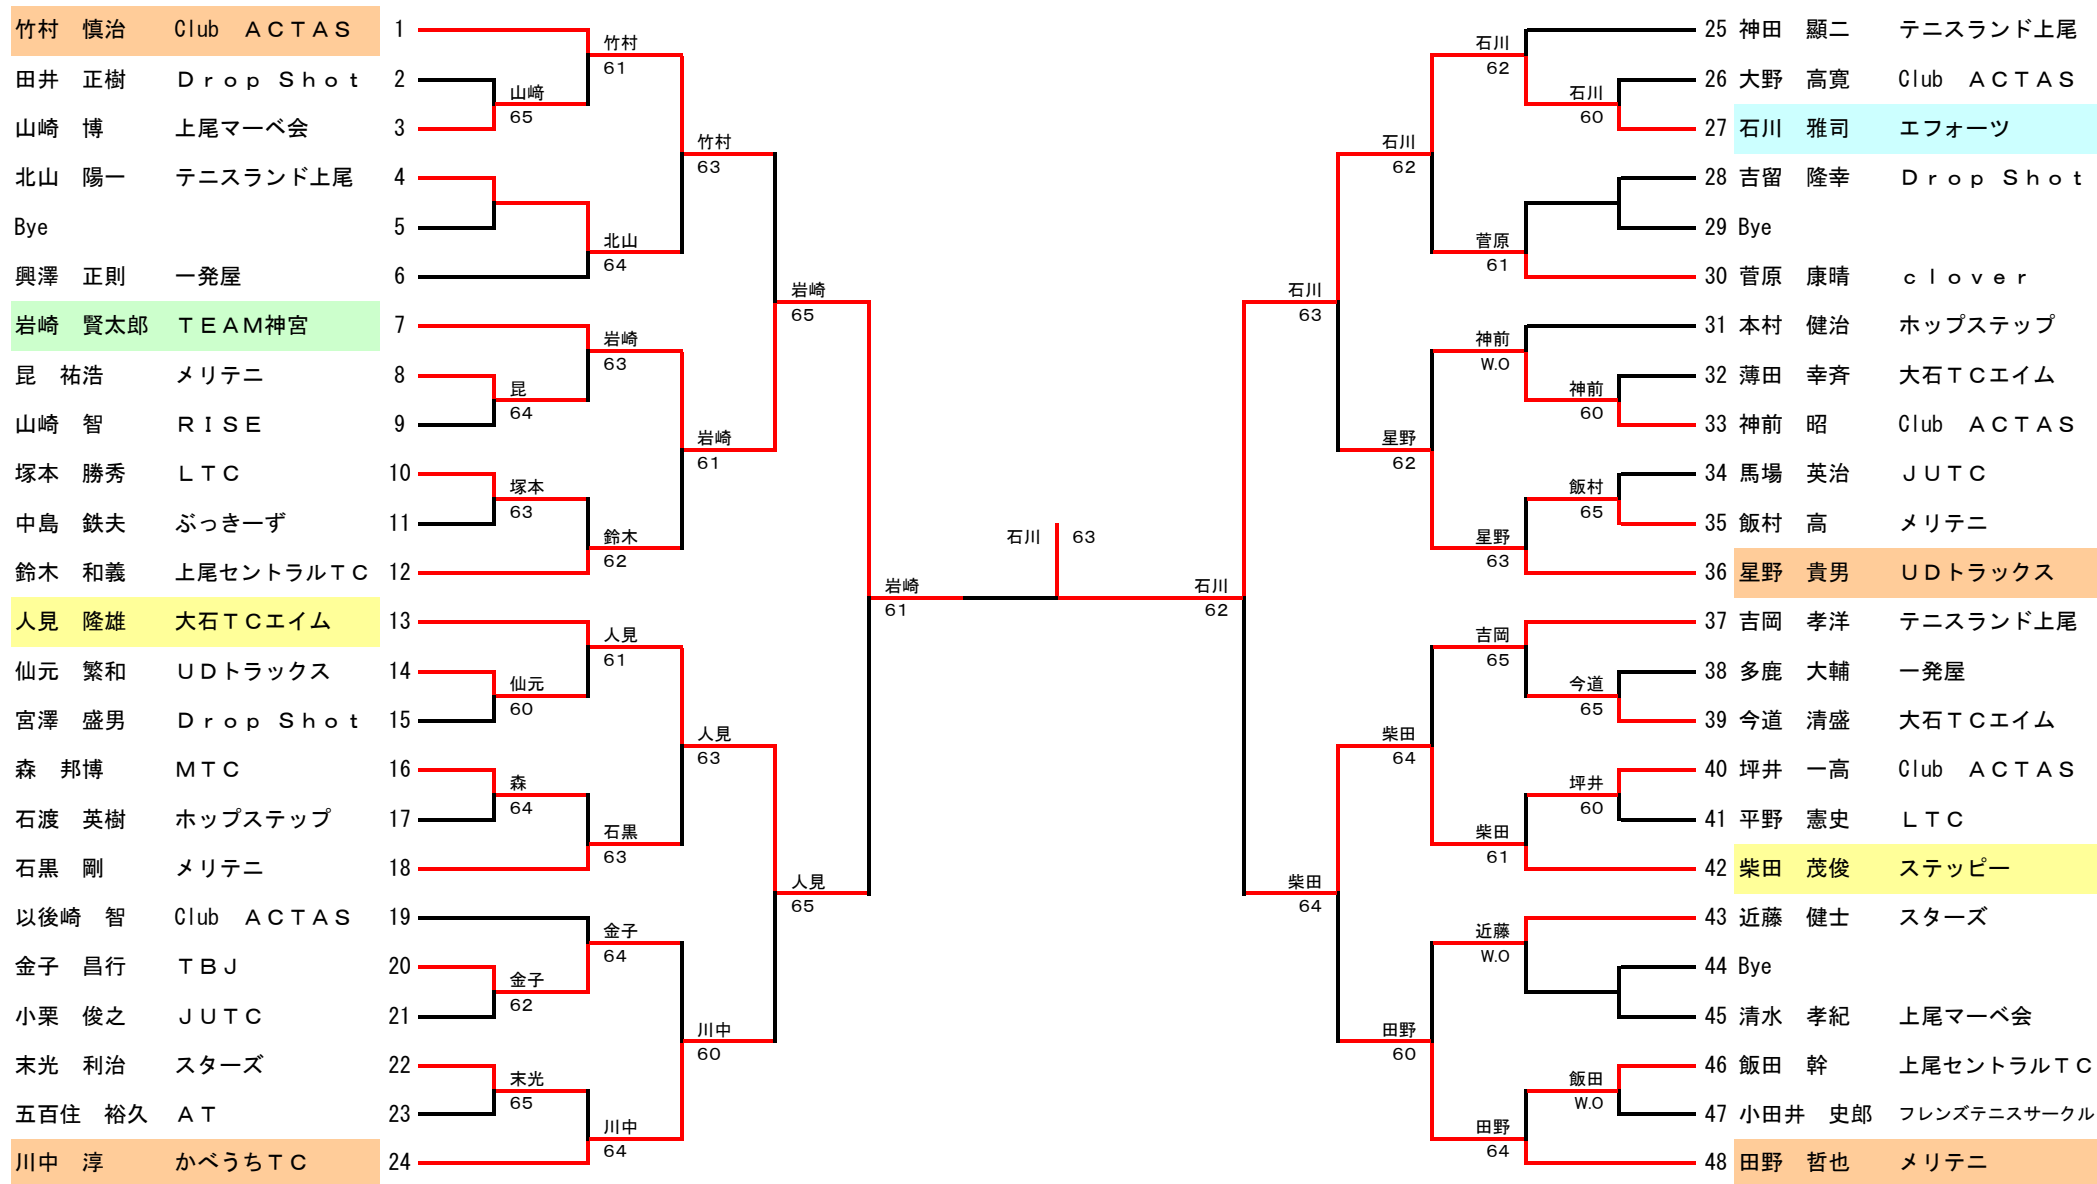 竹村　慎治　Club　ＡＣＴＡＳ　1
田井　正樹　Ｄｒｏｐ　Ｓｈｏｔ　2
山崎　博　上尾マーベ会　3
北山　陽一　テニスランド上尾　4
Bye　5
興澤　正則　一発屋　6
岩崎　賢太郎　ＴＥＡＭ神宮　7
昆　祐浩　メリテニ　8
山崎　智　ＲＩＳＥ　9
塚本　勝秀　ＬＴＣ　10
中島　鉄夫　ぶっきーず　11
鈴木　和義　上尾セントラルＴＣ　12
人見　隆雄　大石ＴＣエイム　13
仙元　繁和　ＵＤトラックス　14
宮澤　盛男　Ｄｒｏｐ　Ｓｈｏｔ　15
森　邦博　ＭＴＣ　16
石渡　英樹　ホップステップ　17
石黒　剛　メリテニ　18
以後崎　智　Club　ＡＣＴＡＳ　19
金子　昌行　ＴＢＪ　20
小栗　俊之　ＪＵＴＣ　21
末光　利治　スターズ　22
五百住　裕久　ＡＴ　23
川中　淳　かべうちＴＣ　24
山﨑
65
昆
64
塚本
63
仙元
60
森
64
金子
62
末光
65
竹村
61
北山
64
岩崎
63
鈴木
62
人見
61
石黒
63
金子
64
川中
64
竹村
63
岩崎
61
人見
63
川中
60
岩崎
65
人見
65
岩崎
61
石川　63
石川
62
石川
63
柴田
64
石川
62
星野
62
柴田
64
田野
60
石川
62
菅原
61
神前
W.O
星野
63
吉岡
65
柴田
61
近藤
W.O
田野
64
石川
60
神前
60
飯村
65
今道
65
坪井
60
飯田
W.O
25　神田　顯二　テニスランド上尾
26　大野　高寛　Club　ＡＣＴＡＳ
27　石川　雅司　エフォーツ
28　吉留　隆幸　Ｄｒｏｐ　Ｓｈｏｔ
29　Bye
30　菅原　康晴　ｃｌｏｖｅｒ
31　本村　健治　ホップステップ
32　薄田　幸斉　大石ＴＣエイム
33　神前　昭　Club　ＡＣＴＡＳ
34　馬場　英治　ＪＵＴＣ
35　飯村　高　メリテニ
36　星野　貴男　ＵＤトラックス
37　吉岡　孝洋　テニスランド上尾
38　多鹿　大輔　一発屋
39　今道　清盛　大石ＴＣエイム
40　坪井　一高　Club　ＡＣＴＡＳ
41　平野　憲史　ＬＴＣ
42　柴田　茂俊　ステッピー
43　近藤　健士　スターズ
44　Bye
45　清水　孝紀　上尾マーベ会
46　飯田　幹　上尾セントラルＴＣ
47　小田井　史郎　フレンズテニスサークル
48　田野　哲也　メリテニ